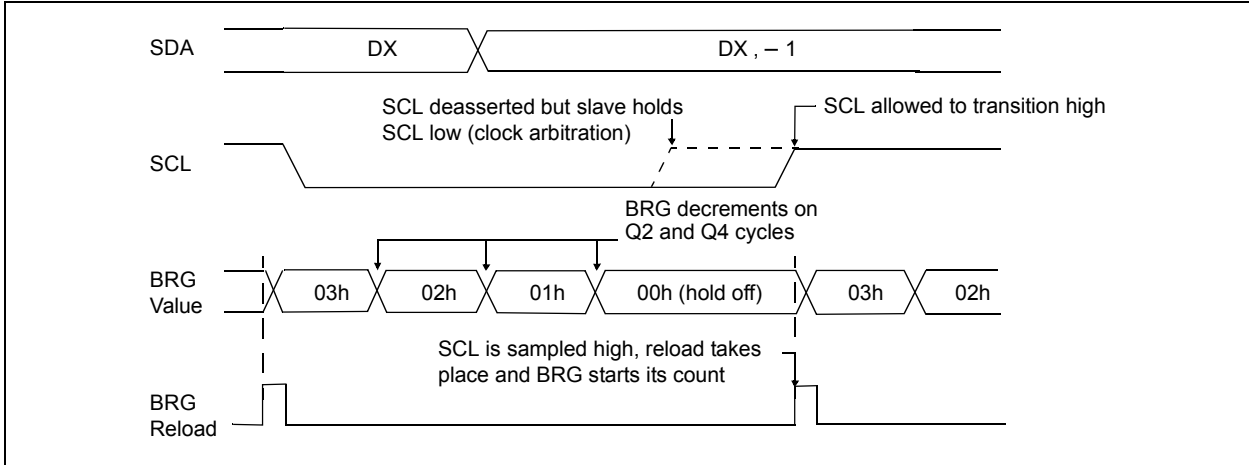 SDA
DX
DX , – 1
SCL deasserted but slave holds
SCL low (clock arbitration)
SCL allowed to transition high
SCL
BRG decrements on
Q2 and Q4 cycles
BRG
Value
03h
02h
01h
00h (hold off)
03h
02h
SCL is sampled high, reload takes
place and BRG starts its count
BRG
Reload